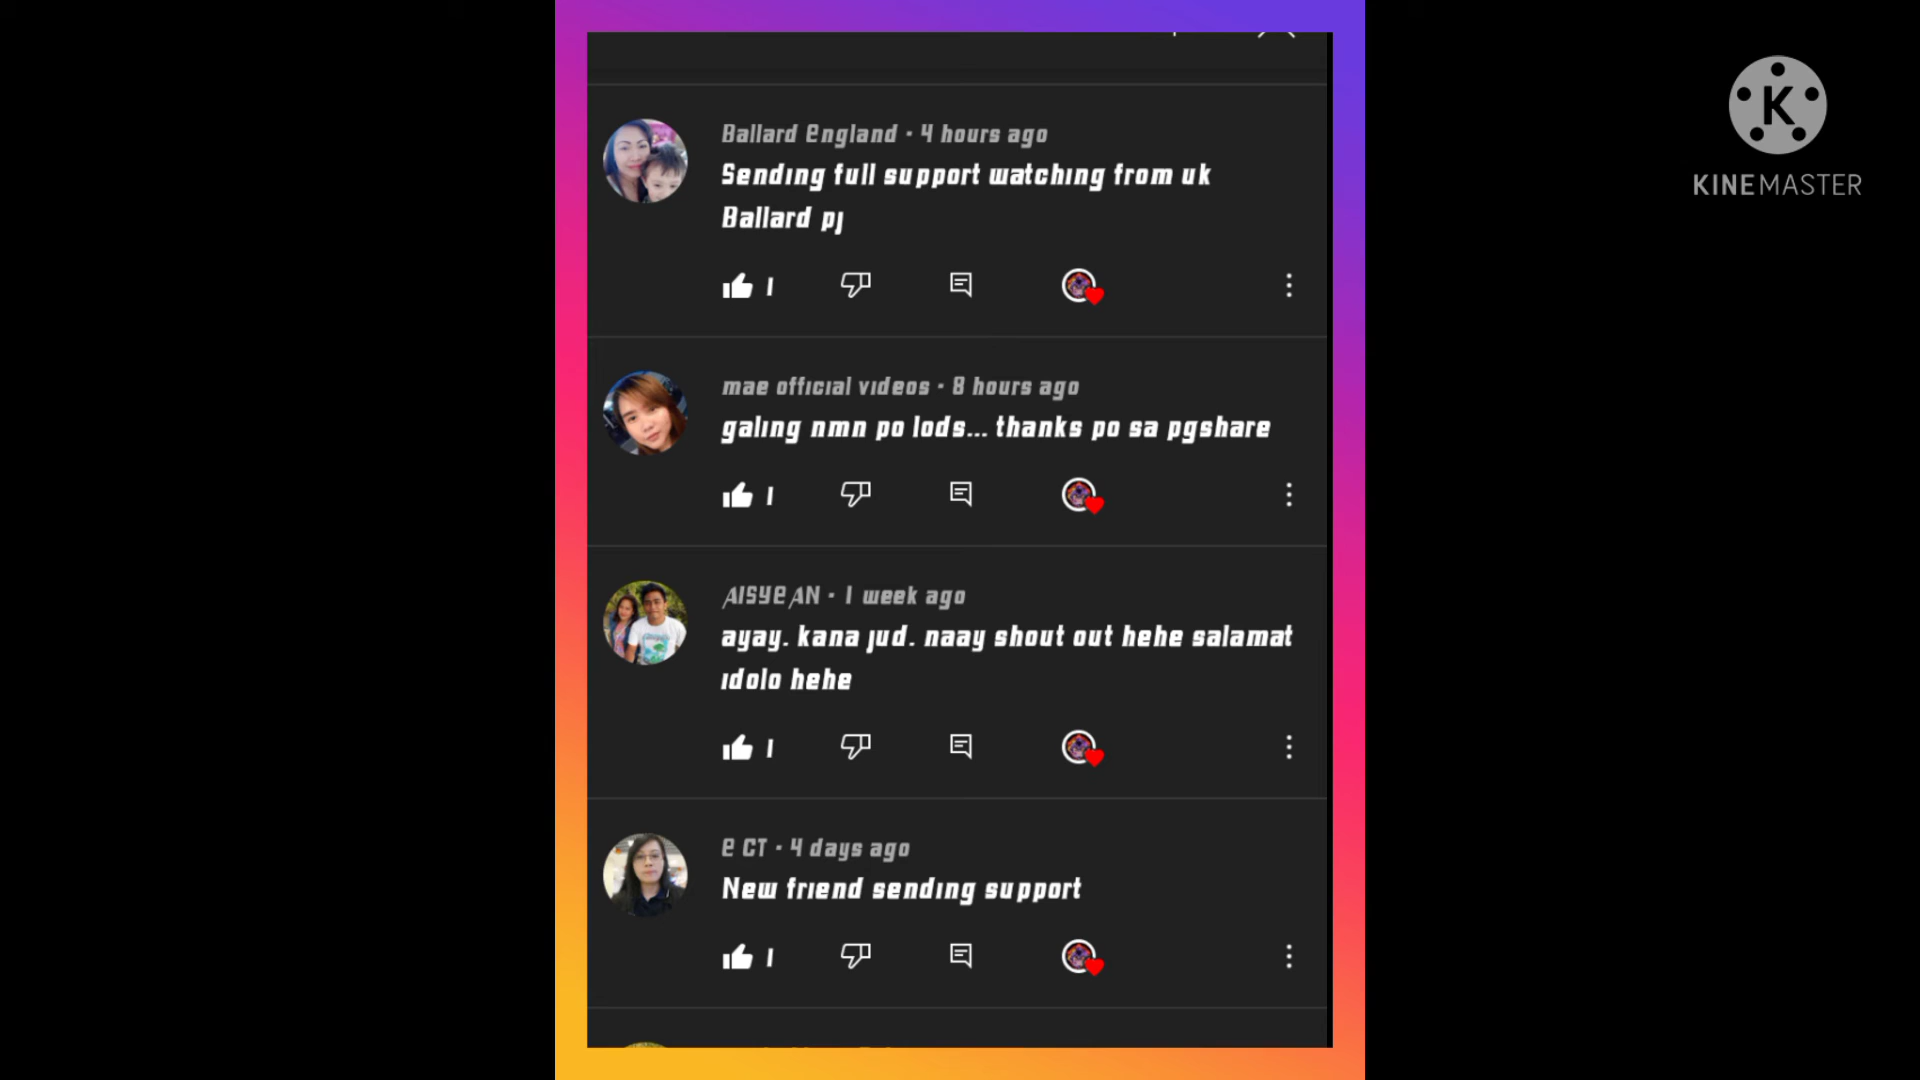 Ballard England · 4 hours ago
Sending full support watching from uk
Ballard pj
1
mae official videos · 8 hours ago
galing nmn po lods... thanks po sa pgshare
1
AISYEAN · 1 week ago
ayay. kana jud. naay shout out hehe salamat
idolo hehe
1
E CT · 4 days ago
New friend sending support
1
K
KINEMASTER